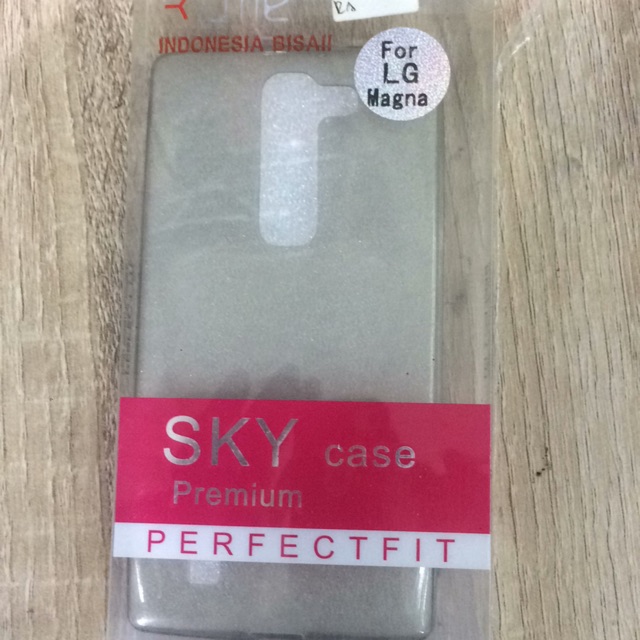 INDONESIA BISA!!
For
LG
Magna
SKY case
Premium
PERFECTFIT